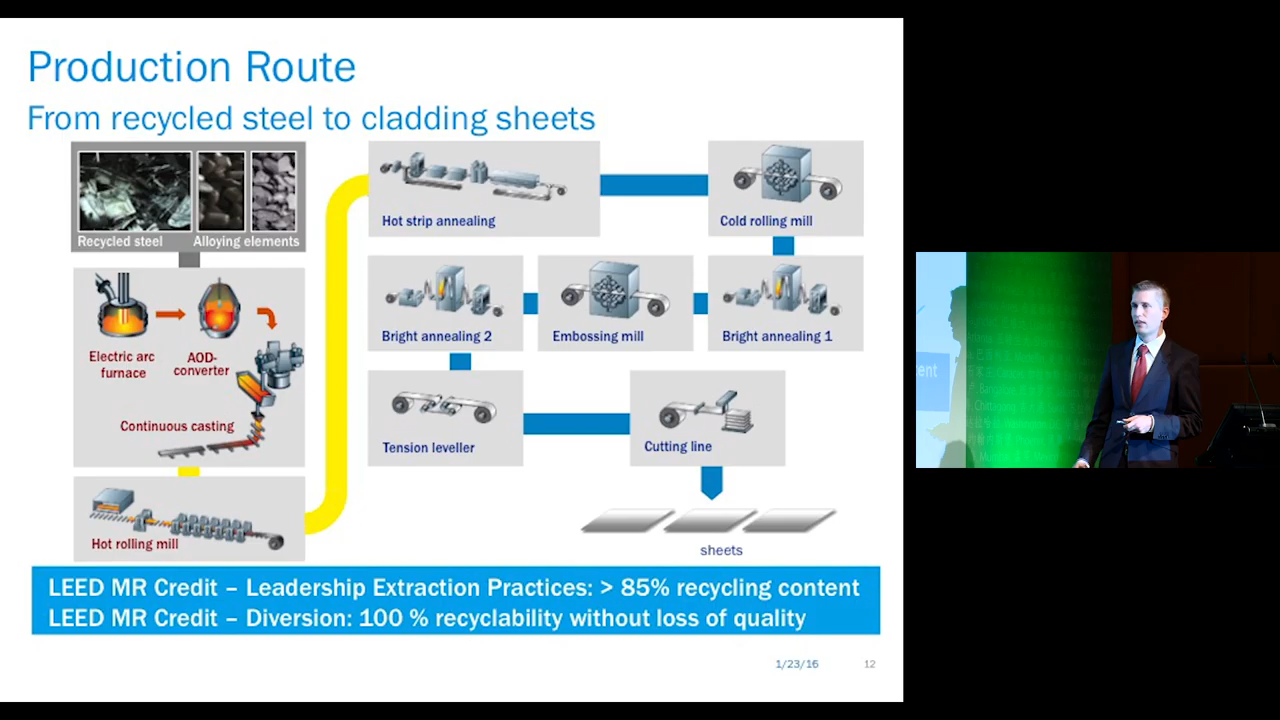 Production Route
From recycled steel to cladding sheets
Recycled steel
Alloying elements
Electric arc
furnace
AOD-
converter
Continuous casting
Hot rolling mill
Hot strip annealing
Cold rolling mill
Bright annealing 2
Embossing mill
Bright annealing 1
Tension leveller
Cutting line
sheets
LEED MR Credit – Leadership Extraction Practices: > 85% recycling content
LEED MR Credit – Diversion: 100 % recyclability without loss of quality
1/23/16
12